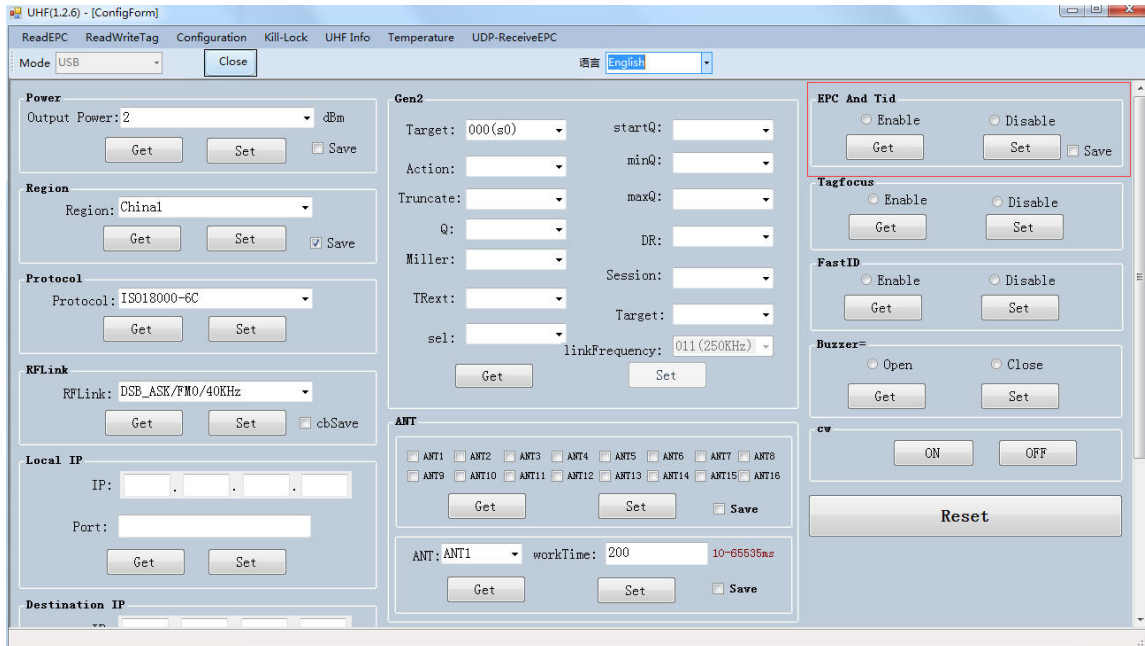 UHF(1.2.6) - [ConfigForm]
ReadEPC ReadWriteTag Configuration Kill-Lock UHF Info Temperature UDP-ReceiveEPC
Mode USB Close 语言 English
Power
Output Power: 2 dBm
Get Set Save
Region
Region: China1
Get Set Save
Protocol
Protocol: ISO18000-6C
Get Set
RFLink
RFLink: DSB_ASK/FM0/40KHz
Get Set cbSave
Local IP
IP: . . .
Port:
Get Set
Destination IP
Gen2
Target: 000(s0) startQ:
Action: minQ:
Truncate: maxQ:
Q: DR:
Miller: Session:
TRext: Target:
sel: linkFrequency: 011(250KHz)
Get Set
ANT
ANT1 ANT2 ANT3 ANT4 ANT5 ANT6 ANT7 ANT8
ANT9 ANT10 ANT11 ANT12 ANT13 ANT14 ANT15 ANT16
Get Set Save
ANT: ANT1 workTime: 200 10-65535ms
Get Set Save
EPC And Tid
Enable Disable
Get Set Save
Tagfocus
Enable Disable
Get Set
FastID
Enable Disable
Get Set
Buzzer=
Open Close
Get Set
cw
ON OFF
Reset